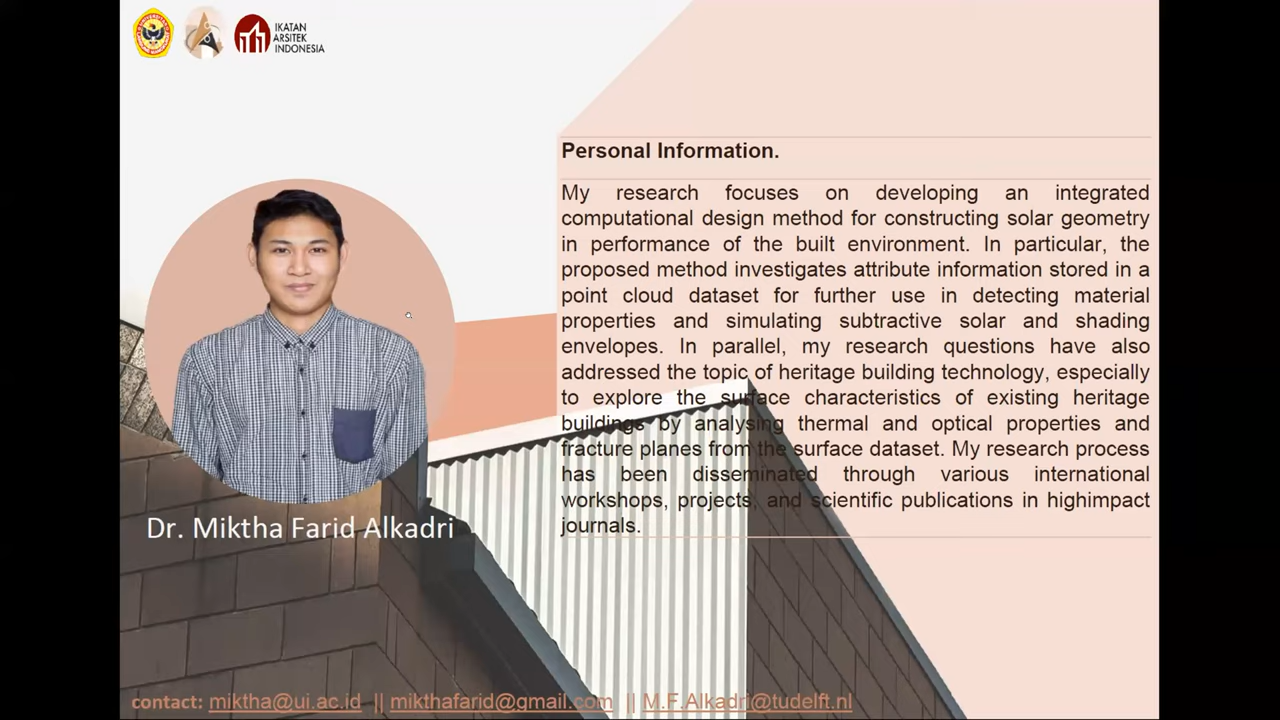 IKATAN
ARSITEK
INDONESIA
Personal Information.
My research focuses on developing an integrated
computational design method for constructing solar geometry
in performance of the built environment. In particular, the
proposed method investigates attribute information stored in a
point cloud dataset for further use in detecting material
properties and simulating subtractive solar and shading
envelopes. In parallel, my research questions have also
addressed the topic of heritage building technology, especially
to explore the surface characteristics of existing heritage
buildings by analysing thermal and optical properties and
fracture planes from the surface dataset. My research process
has been disseminated through various international
workshops, projects, and scientific publications in highimpact
journals.
Dr. Miktha Farid Alkadri
contact: miktha@ui.ac.id || mikthafarid@gmail.com || M.F.Alkadri@tudelft.nl